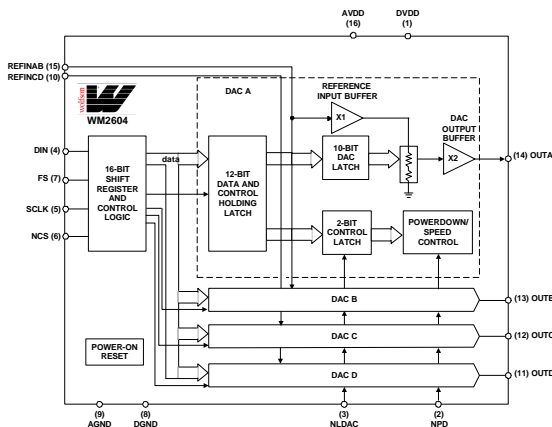 AVDD
(16)
DVDD
(1)
REFINAB (15)
REFINCD (10)
wolfson
WM2604
DAC A
REFERENCE
INPUT BUFFER
X1
DAC
OUTPUT
BUFFER
X2
(14) OUTA
DIN (4)
FS (7)
SCLK (5)
NCS (6)
16-BIT
SHIFT
REGISTER
AND
CONTROL
LOGIC
data
12-BIT
DATA AND
CONTROL
HOLDING
LATCH
10-BIT
DAC
LATCH
2-BIT
CONTROL
LATCH
POWERDOWN/
SPEED
CONTROL
DAC B
(13) OUTB
DAC C
(12) OUTC
DAC D
(11) OUTD
POWER-ON
RESET
(9)
AGND
(8)
DGND
(3)
NLDAC
(2)
NPD